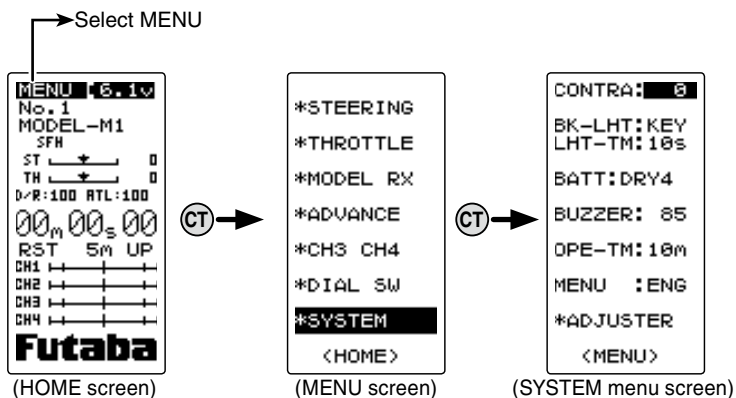 Select MENU
MENU 6.1v
No.1
MODEL-M1
SFH
ST 0
TH 0
D/R:100 ATL:100
00m 00s 00
RST 5m UP
CH1
CH2
CH3
CH4
Futaba
(HOME screen)
CT
*STEERING
*THROTTLE
*MODEL RX
*ADVANCE
*CH3 CH4
*DIAL SW
*SYSTEM
<HOME>
(MENU screen)
CT
CONTRA: 0
BK-LHT:KEY
LHT-TM:10s
BATT:DRY4
BUZZER: 85
OPE-TM:10m
MENU :ENG
*ADJUSTER
<MENU>
(SYSTEM menu screen)